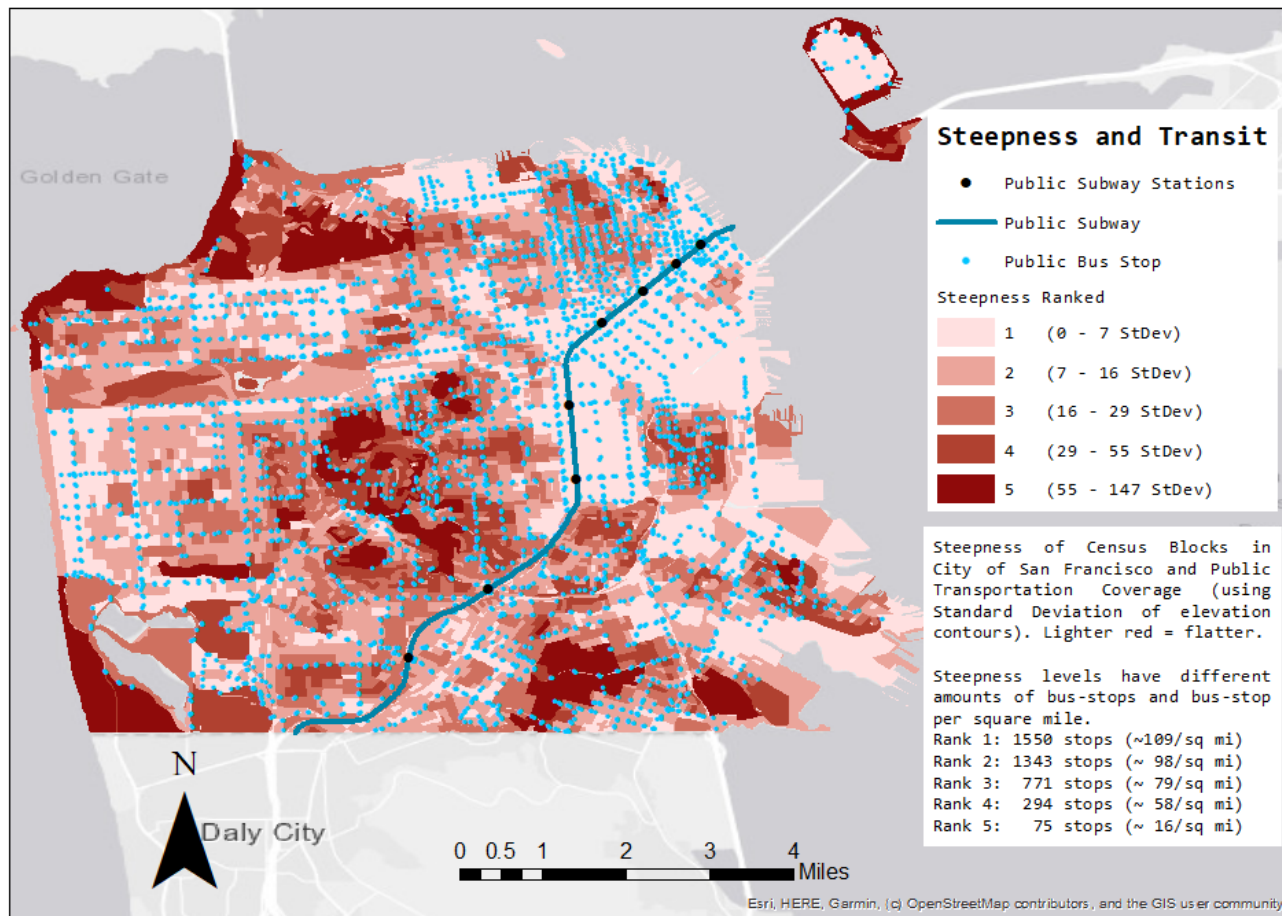 Golden Gate
Steepness and Transit
Public Subway Stations
Public Subway
Public Bus Stop
Steepness Ranked
1 (0 - 7 StDev)
2 (7 - 16 StDev)
3 (16 - 29 StDev)
4 (29 - 55 StDev)
5 (55 - 147 StDev)
Steepness of Census Blocks in
City of San Francisco and Public
Transportation Coverage (using
Standard Deviation of elevation
contours). Lighter red = flatter.
Steepness levels have different
amounts of bus-stops and bus-stop
per square mile.
Rank 1: 1550 stops (~109/sq mi)
Rank 2: 1343 stops (~ 98/sq mi)
Rank 3: 771 stops (~ 79/sq mi)
Rank 4: 294 stops (~ 58/sq mi)
Rank 5: 75 stops (~ 16/sq mi)
N
Daly City
0 0.5 1 2 3 4
Miles
Esri, HERE, Garmin, (c) OpenStreetMap contributors, and the GIS user community